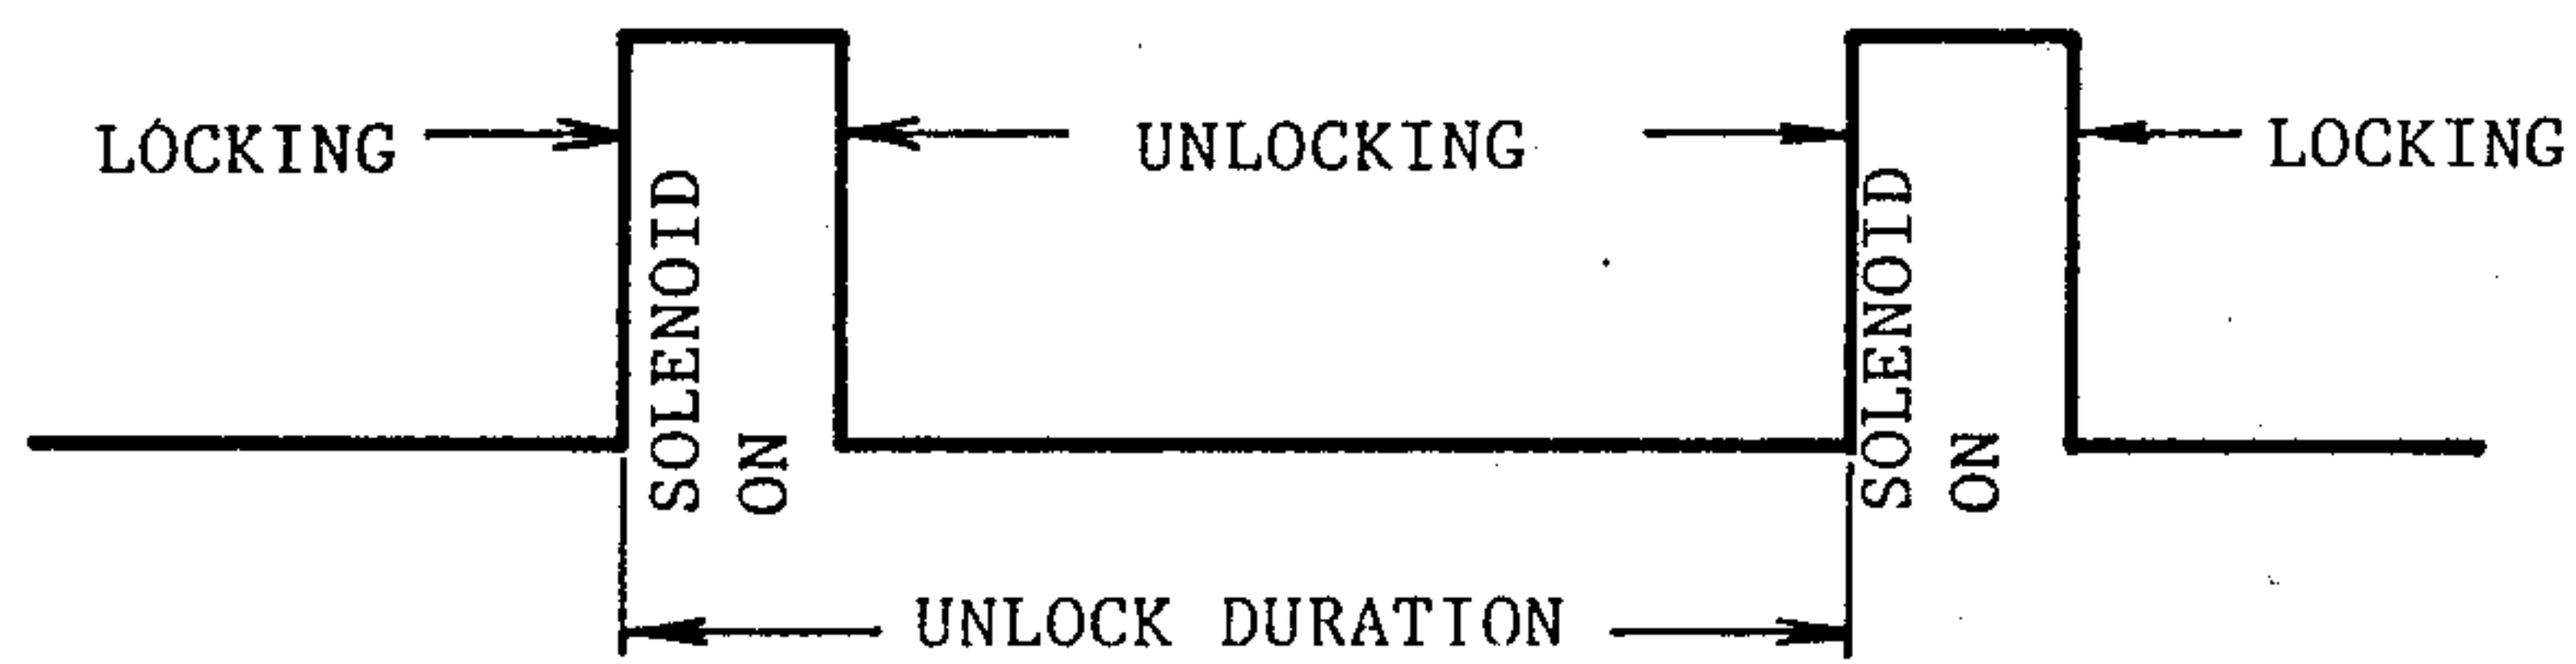 LOCKING
UNLOCKING
LOCKING
SOLENOID
ON
SOLENOID
ON
UNLOCK DURATION